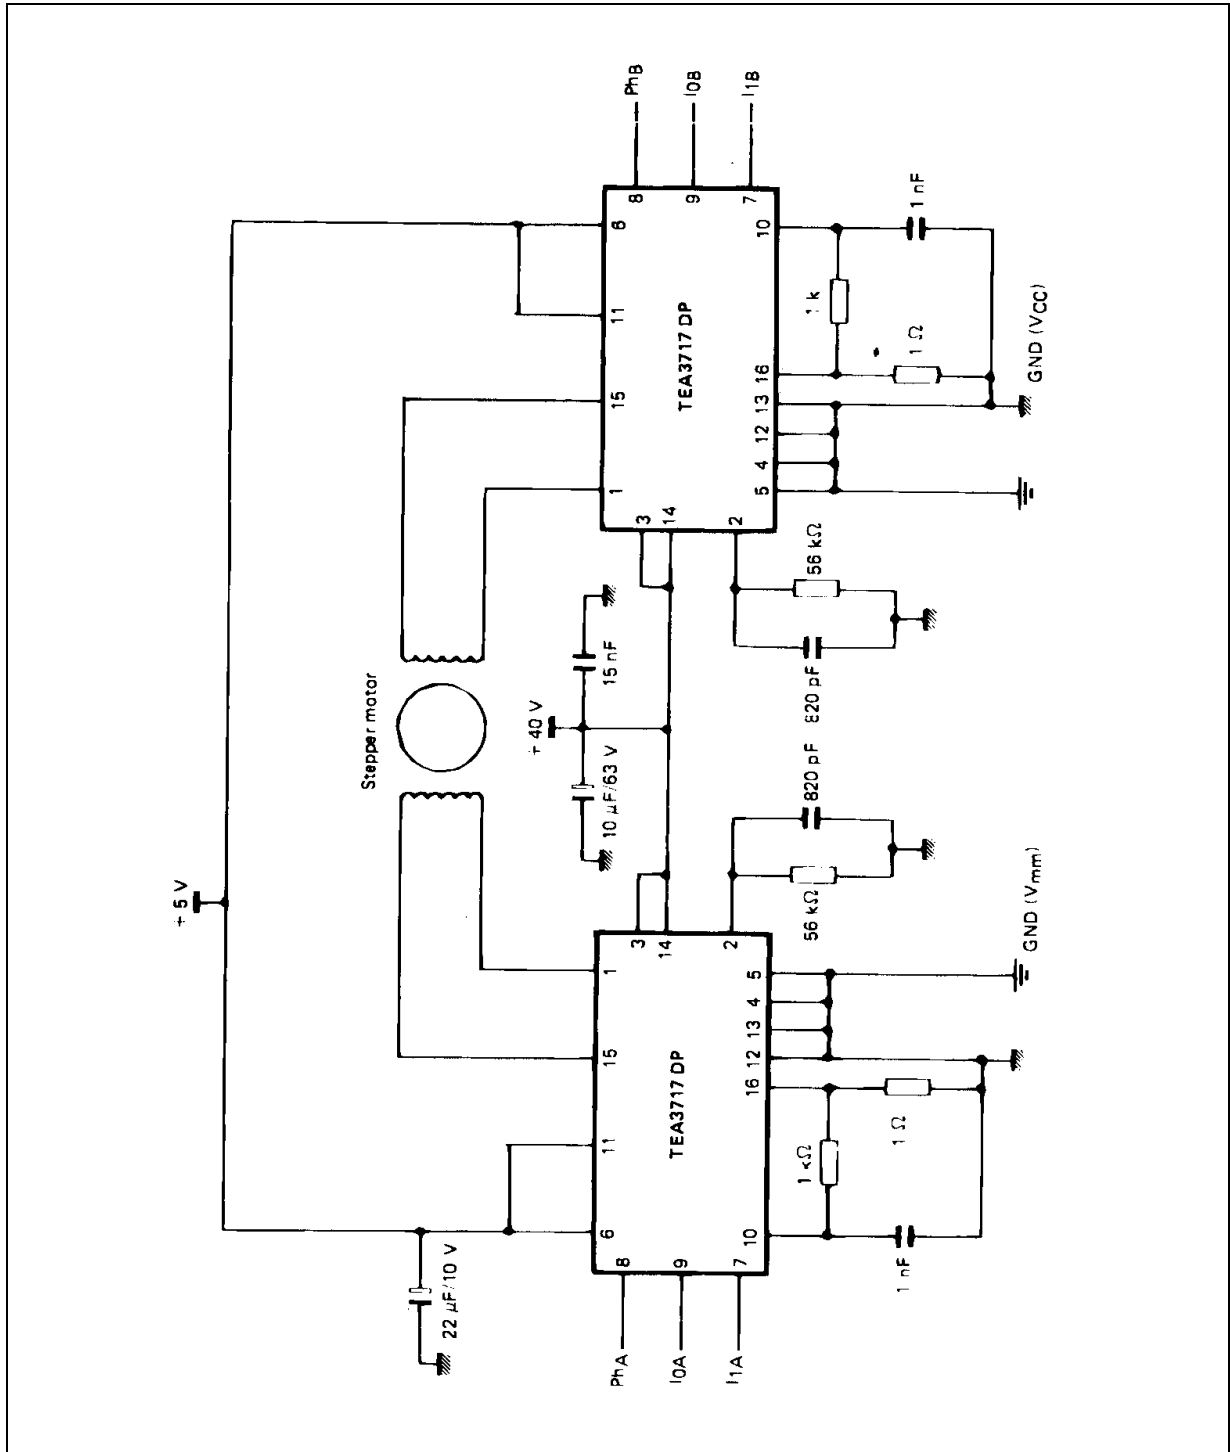 + 5 V
Stepper motor
22 µF/10 V
+ 40 V
10 µF/63 V
15 nF
6
11
15
1
1
15
11
6
PhA
8
3
3
8
PhB
I0A
9
TEA3717 DP
14
14
TEA3717 DP
9
I0B
I1A
7
2
2
7
I1B
10
16
12
13
4
5
5
4
12
13
16
10
1 kΩ
56 kΩ
820 pF
820 pF
56 kΩ
1 k
1 nF
1 Ω
1 Ω
1 nF
GND (Vmm)
GND (VCC)